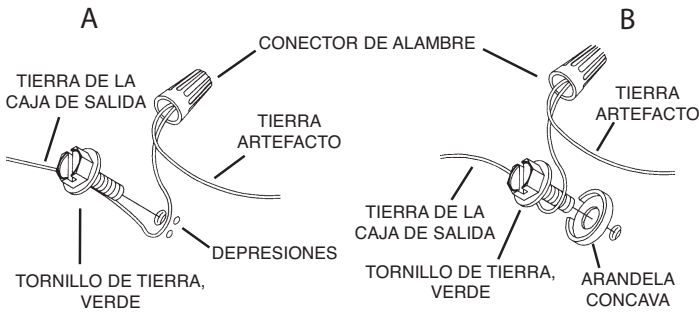 A
B
CONECTOR DE ALAMBRE
TIERRA DE LA
CAJA DE SALIDA
TIERRA
ARTEFACTO
DEPRESIONES
TORNILLO DE TIERRA,
VERDE
TIERRA
ARTEFACTO
TIERRA DE LA
CAJA DE SALIDA
TORNILLO DE TIERRA,
VERDE
ARANDELA
CONCAVA